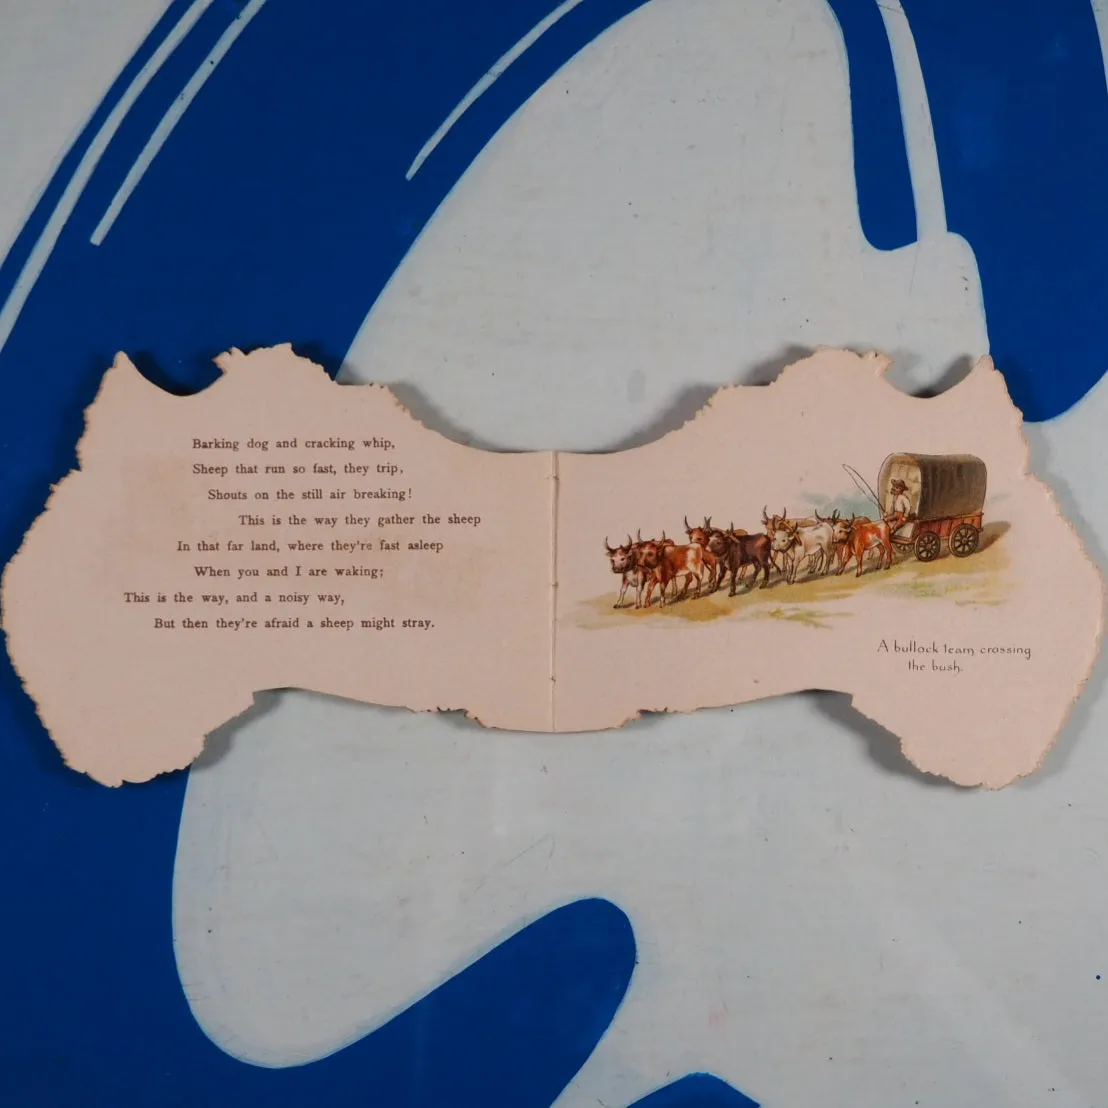 Barking dog and cracking whip,
Sheep that run so fast, they trip,
Shouts on the still air breaking!
This is the way they gather the sheep
In that far land, where they're fast asleep
When you and I are waking;
This is the way, and a noisy way,
But then they're afraid a sheep might stray.
A bullock team crossing
the bush.